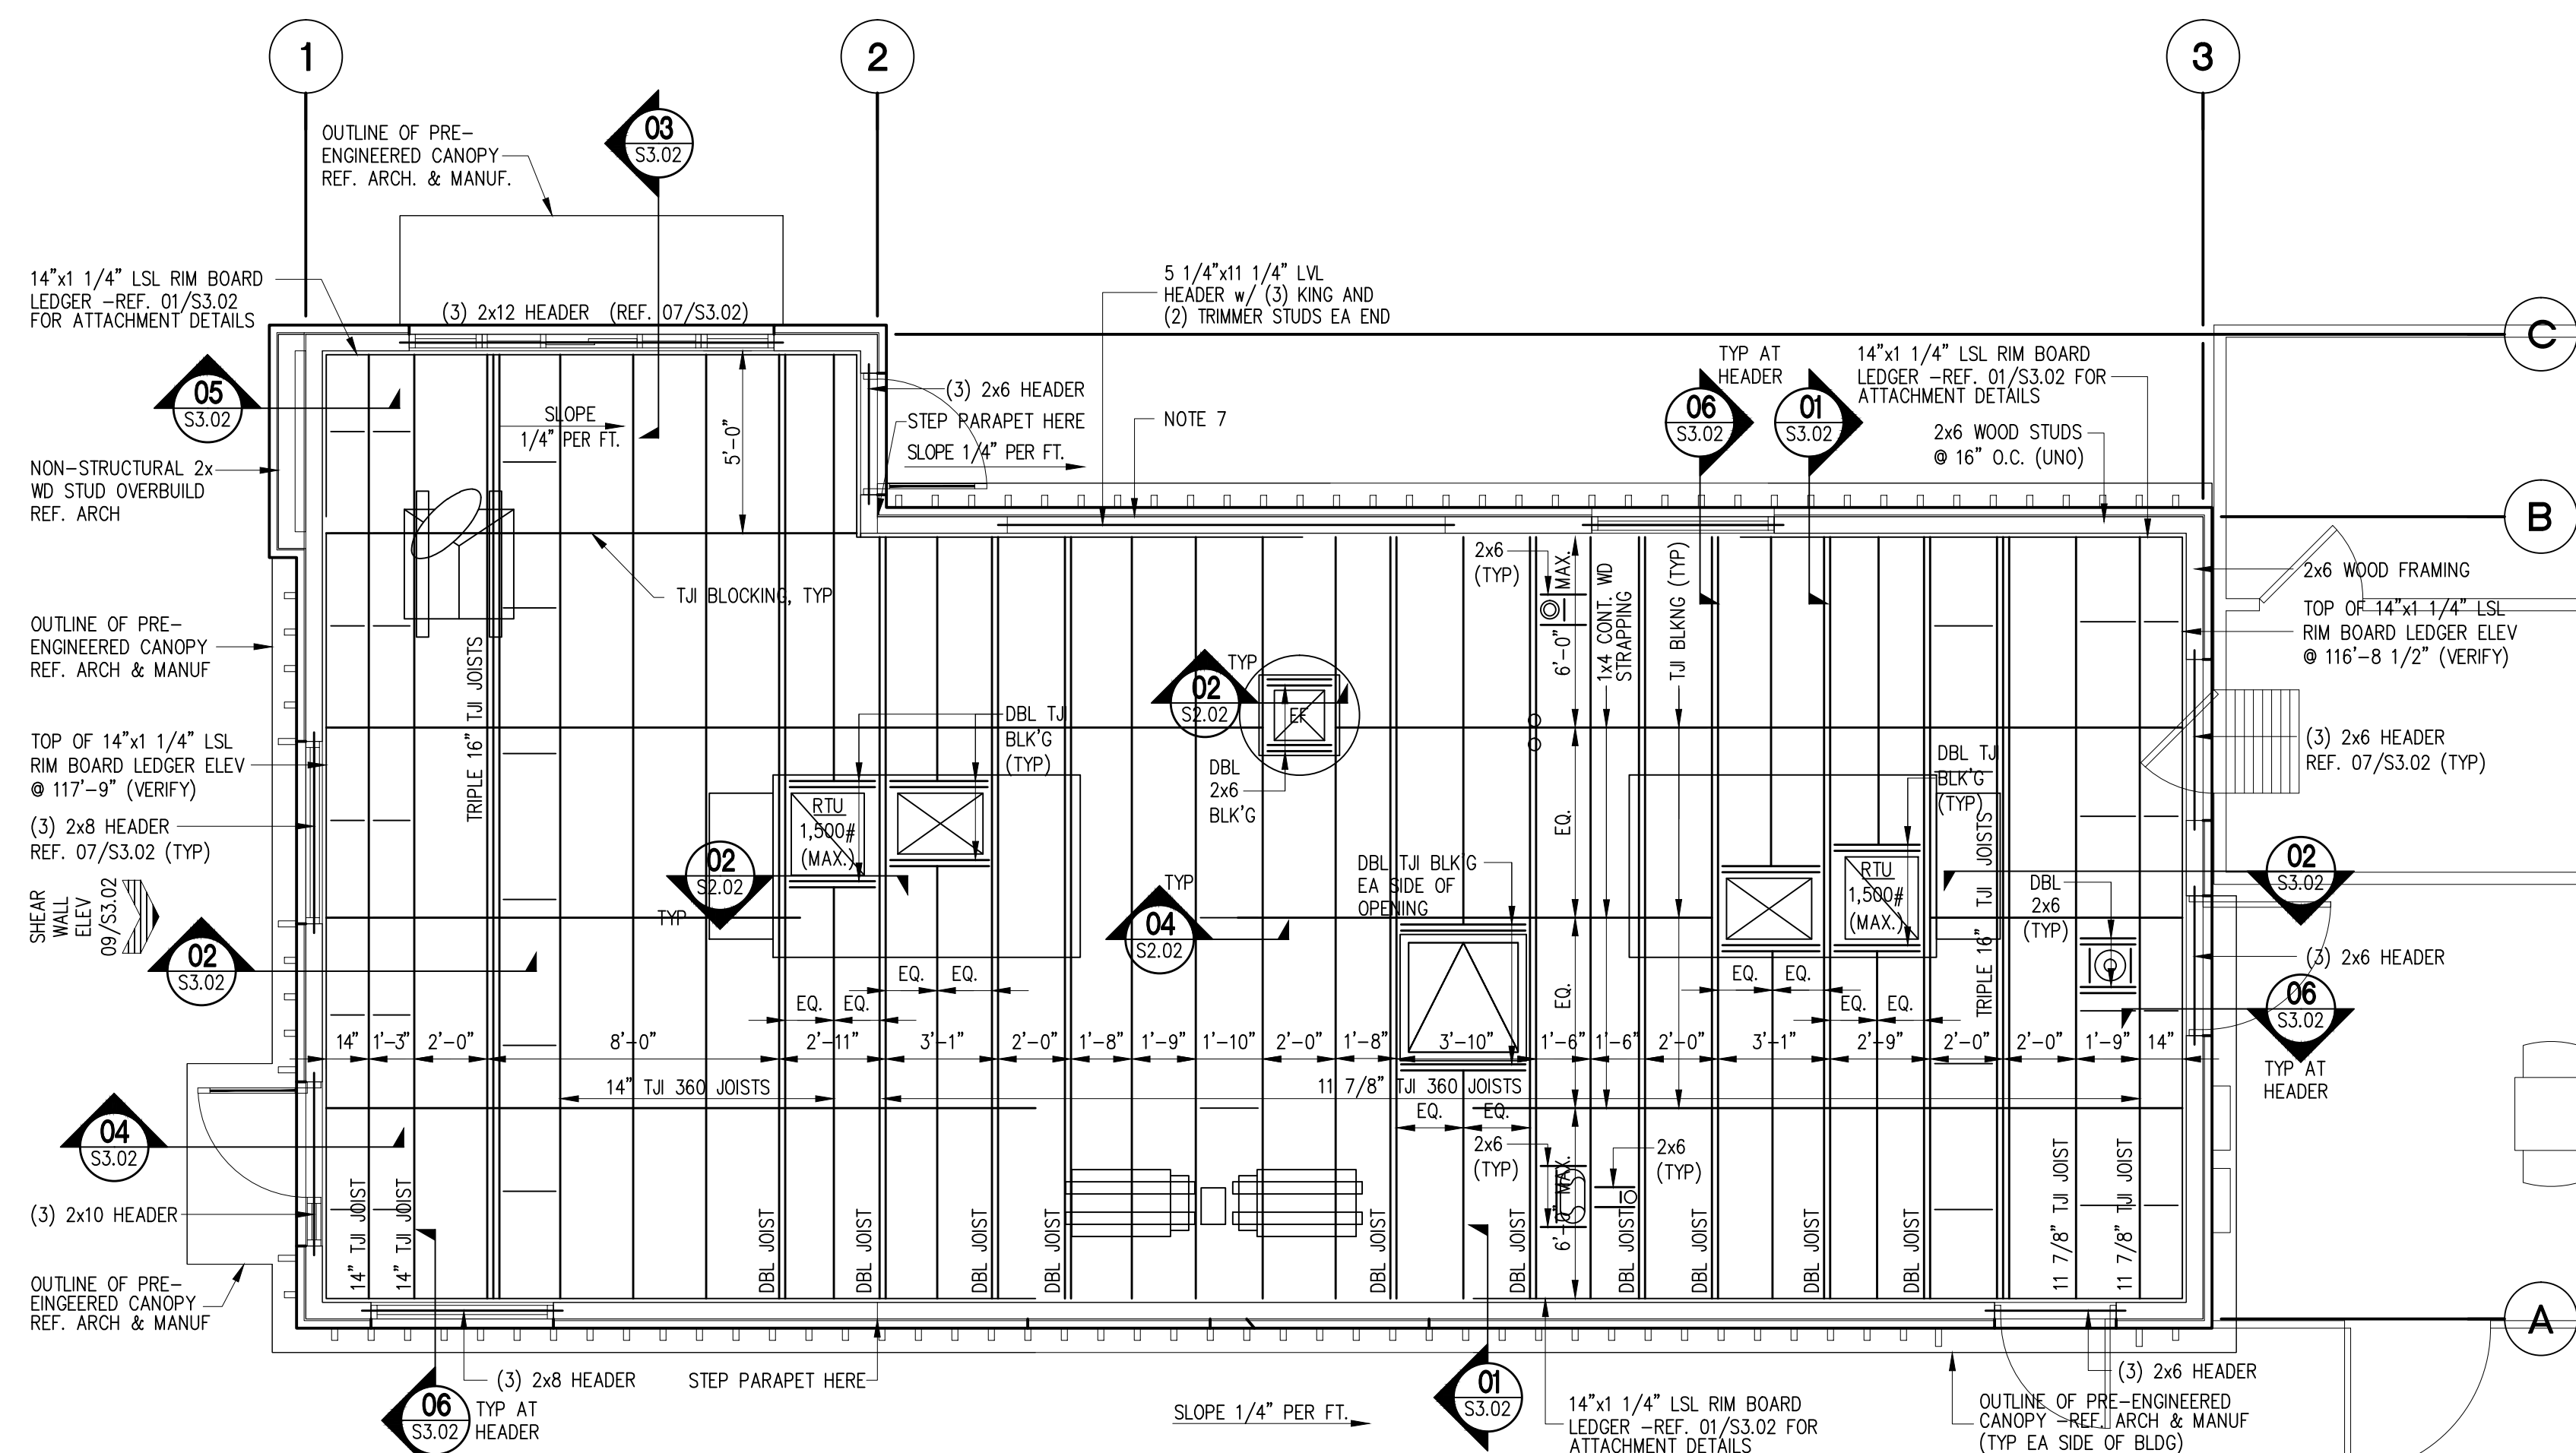 1
2
3
OUTLINE OF PRE-
ENGINEERED CANOPY
REF. ARCH. & MANUF.
03
S3.02
14"x1 1/4" LSL RIM BOARD
LEDGER -REF. 01/S3.02
FOR ATTACHMENT DETAILS
(3) 2x12 HEADER (REF. 07/S3.02)
5 1/4"x11 1/4" LVL
HEADER w/ (3) KING AND
(2) TRIMMER STUDS EA END
C
TYP AT
HEADER
06
S3.02
01
S3.02
14"x1 1/4" LSL RIM BOARD
LEDGER -REF. 01/S3.02 FOR
ATTACHMENT DETAILS
05
S3.02
SLOPE
1/4" PER FT.
5'-0"
(3) 2x6 HEADER
STEP PARAPET HERE
SLOPE 1/4" PER FT.
NOTE 7
2x6 WOOD STUDS
@ 16" O.C. (UNO)
NON-STRUCTURAL 2x
WD STUD OVERBUILD
REF. ARCH
B
TJI BLOCKING, TYP
2x6
(TYP)
6'-0" MAX.
1x4 CONT. WD
STRAPPING
TJI BLKNG (TYP)
2x6 WOOD FRAMING
TOP OF 14"x1 1/4" LSL
RIM BOARD LEDGER ELEV
@ 116'-8 1/2" (VERIFY)
OUTLINE OF PRE-
ENGINEERED CANOPY
REF. ARCH & MANUF
TRIPLE 16" TJI JOISTS
02
S2.02
TYP
EF
DBL TJI
BLK'G
(TYP)
DBL
2x6
BLK'G
DBL TJI
BLK'G
(TYP)
(3) 2x6 HEADER
REF. 07/S3.02 (TYP)
TOP OF 14"x1 1/4" LSL
RIM BOARD LEDGER ELEV
@ 117'-9" (VERIFY)
(3) 2x8 HEADER
REF. 07/S3.02 (TYP)
RTU
1,500#
(MAX.)
02
S2.02
TYP
EQ.
DBL TJI BLK'G
EA SIDE OF
OPENING
TYP
04
S2.02
RTU
1,500#
(MAX.)
TRIPLE 16" TJI JOISTS
DBL
2x6
(TYP)
02
S3.02
SHEAR
WALL
ELEV
09/S3.02
02
S3.02
EQ. EQ.
EQ. EQ.
EQ.
EQ. EQ.
EQ. EQ.
(3) 2x6 HEADER
06
S3.02
TYP AT
HEADER
14" 1'-3" 2'-0" 8'-0" 2'-11" 3'-1" 2'-0" 1'-8" 1'-9" 1'-10" 2'-0" 1'-8" 3'-10" 1'-6" 1'-6" 2'-0" 3'-1" 2'-9" 2'-0" 2'-0" 1'-9" 14"
14" TJI 360 JOISTS
11 7/8" TJI 360 JOISTS
EQ. EQ.
04
S3.02
2x6
(TYP)
6'-0" MAX.
2x6
(TYP)
(3) 2x10 HEADER
14" TJI JOIST
14" TJI JOIST
DBL JOIST
DBL JOIST
DBL JOIST
DBL JOIST
DBL JOIST
DBL JOIST
DBL JOIST
DBL JOIST
DBL JOIST
DBL JOIST
11 7/8" TJI JOIST
11 7/8" TJI JOIST
OUTLINE OF PRE-
EINGEERED CANOPY
REF. ARCH & MANUF
A
(3) 2x8 HEADER
STEP PARAPET HERE
06
S3.02
TYP AT
HEADER
SLOPE 1/4" PER FT.
01
S3.02
14"x1 1/4" LSL RIM BOARD
LEDGER -REF. 01/S3.02 FOR
ATTACHMENT DETAILS
(3) 2x6 HEADER
OUTLINE OF PRE-ENGINEERED
CANOPY -REF. ARCH & MANUF
(TYP EA SIDE OF BLDG)